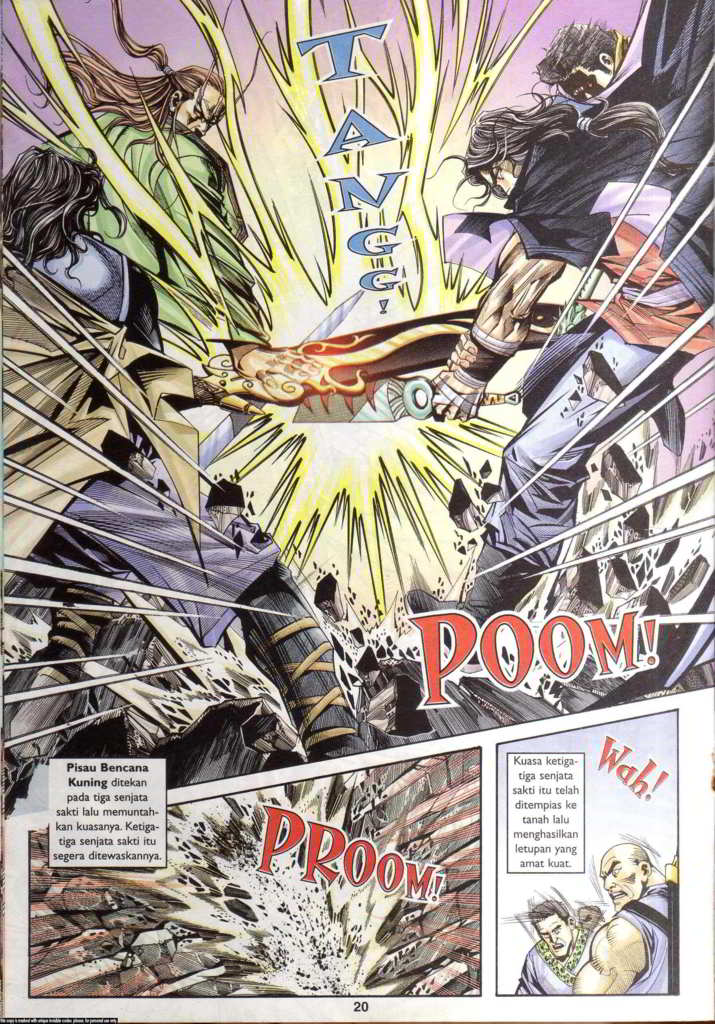 TANGG!
POOM!
Pisau Bencana
Kuning ditekan
pada tiga senjata
sakti lalu memuntah-
kan kuasanya. Ketiga-
tiga senjata sakti itu
segera ditewaskannya.
PROOM!
Kuasa ketiga-
tiga senjata
sakti itu telah
ditempias ke
tanah lalu
menghasilkan
letupan yang
amat kuat.
Wah!
20